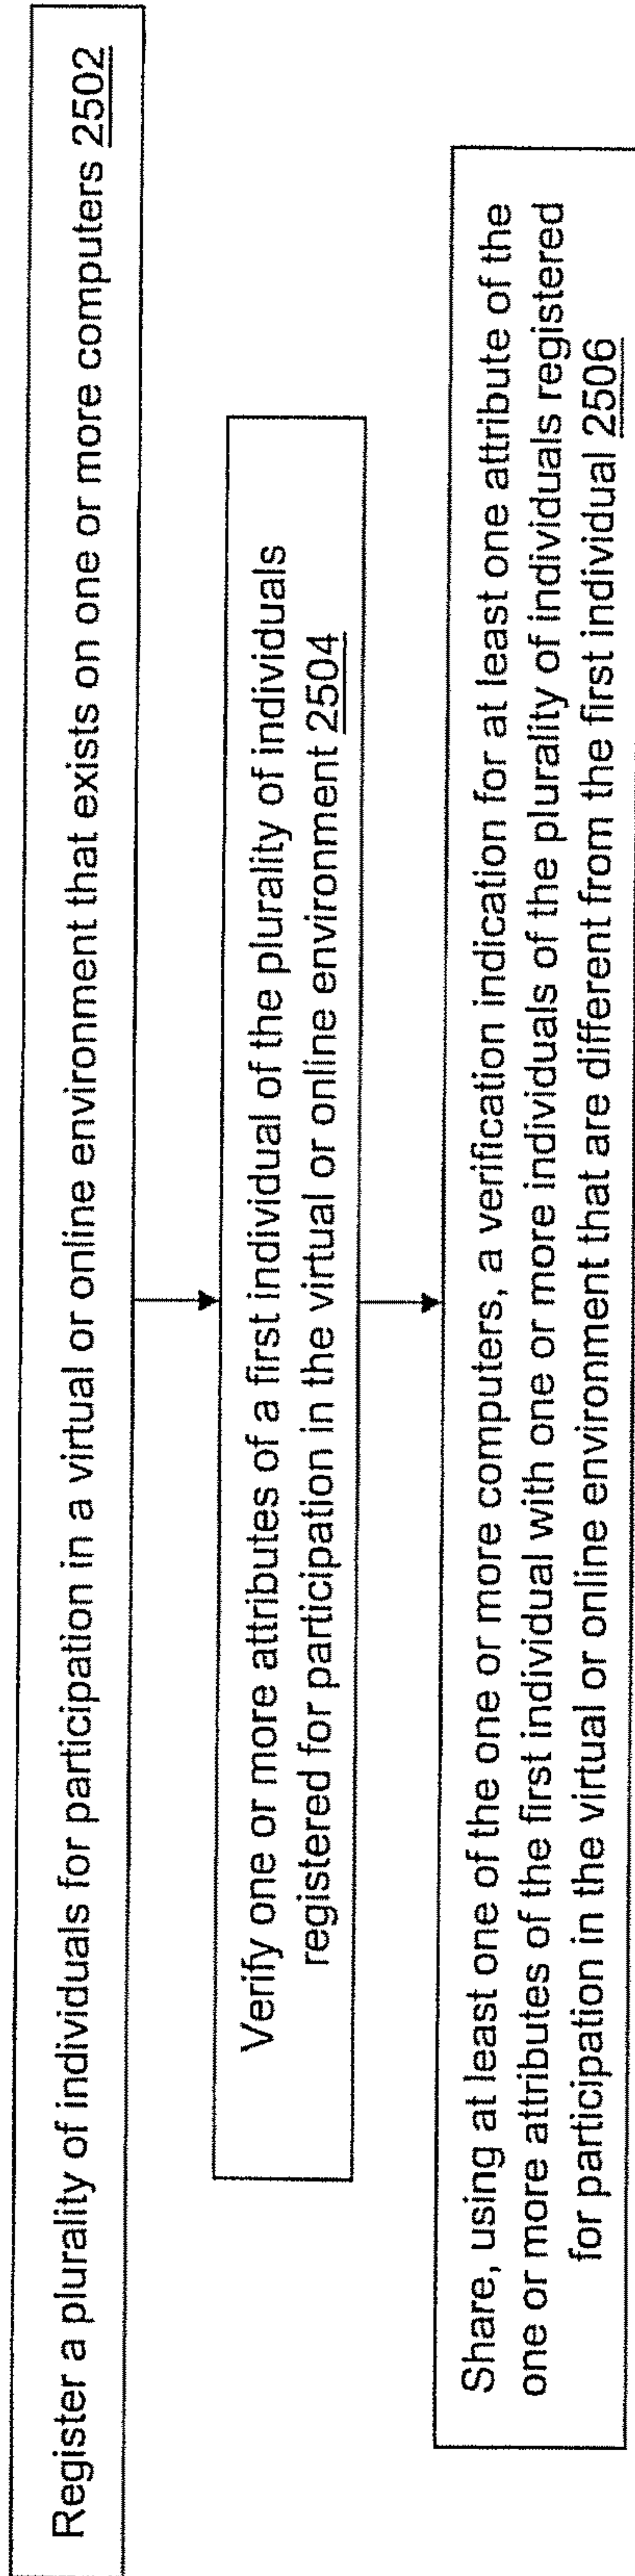 Register a plurality of individuals for participation in a virtual or online environment that exists on one or more computers 2502
Verify one or more attributes of a first individual of the plurality of individuals
registered for participation in the virtual or online environment 2504
Share, using at least one of the one or more computers, a verification indication for at least one attribute of the
one or more attributes of the first individual with one or more individuals of the plurality of individuals registered
for participation in the virtual or online environment that are different from the first individual 2506